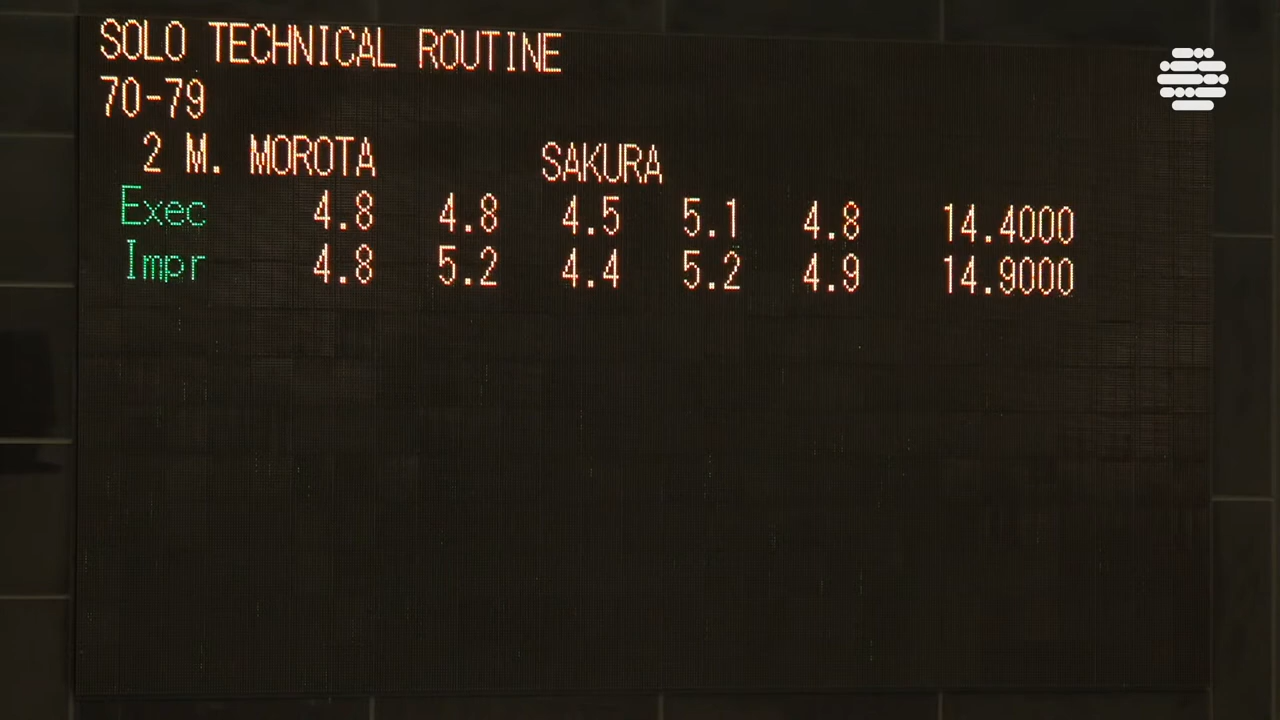 SOLO TECHNICAL ROUTINE
70-79
2 M. MOROTA SAKURA
Exec 4.8 4.8 4.5 5.1 4.8 14.4000
Impr 4.8 5.2 4.4 5.2 4.9 14.9000